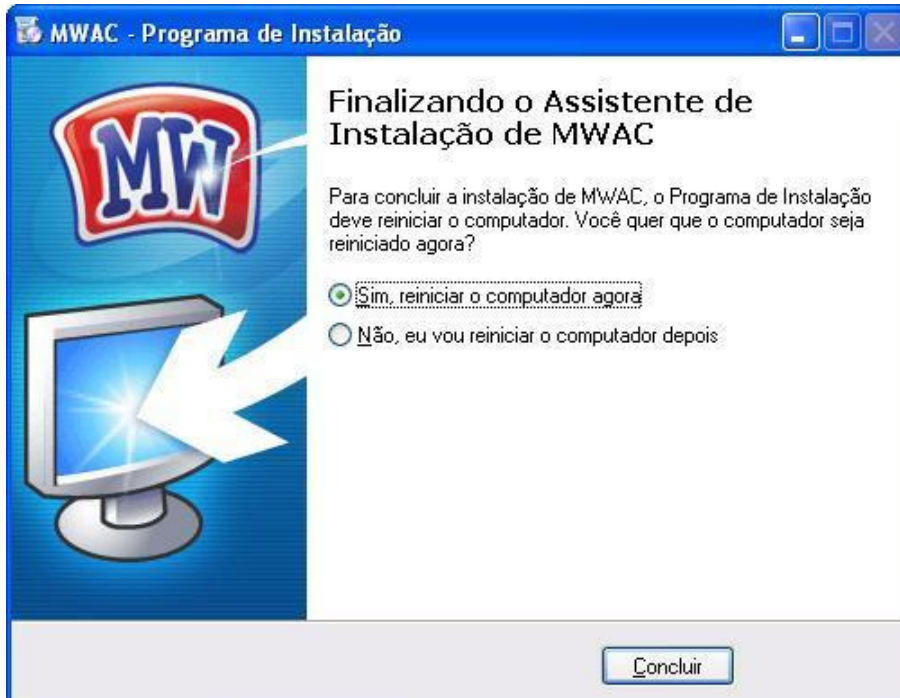 MWAC - Programa de Instalação
MW
Finalizando o Assistente de
Instalação de MWAC
Para concluir a instalação de MWAC, o Programa de Instalação
deve reiniciar o computador. Você quer que o computador seja
reiniciado agora?
Sim, reiniciar o computador agora
Não, eu vou reiniciar o computador depois
Concluir